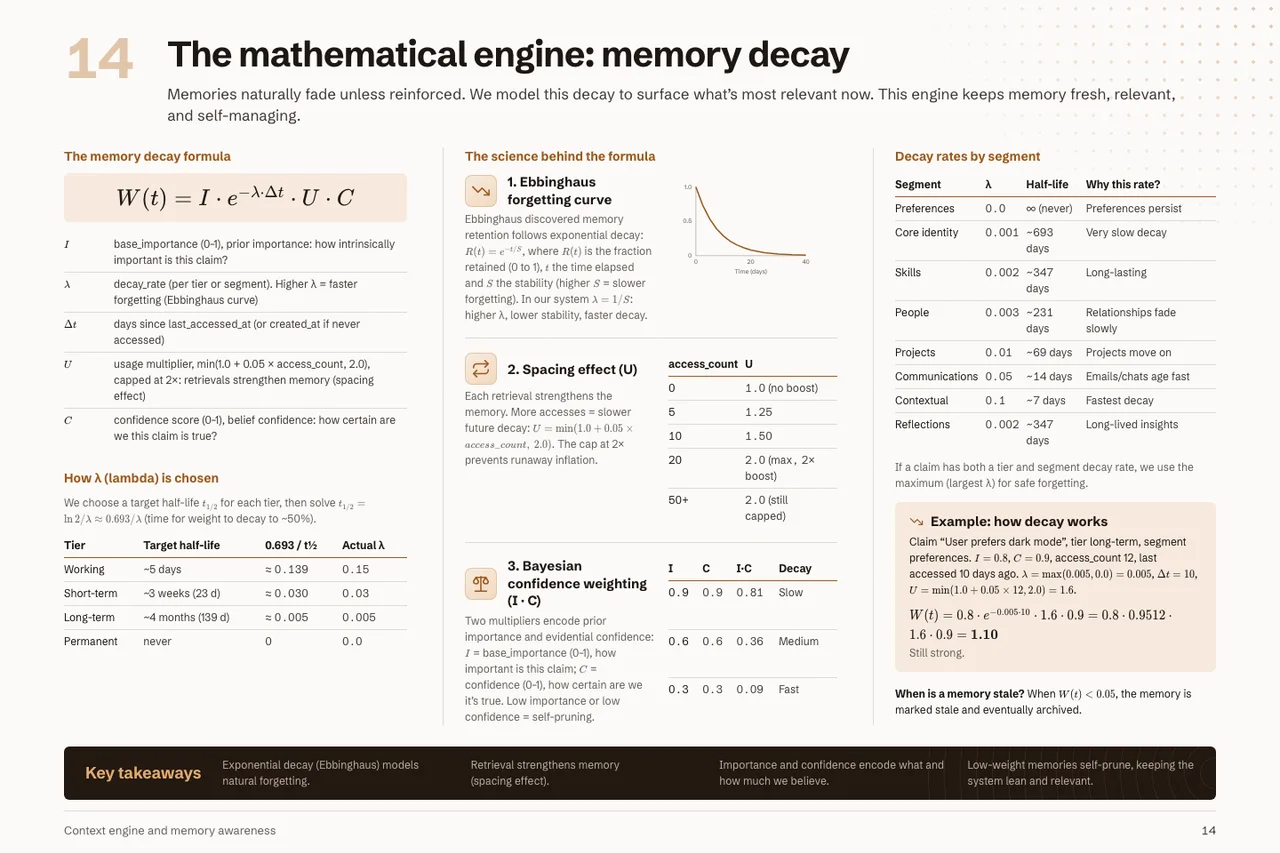 14
The mathematical engine: memory decay
Memories naturally fade unless reinforced. We model this decay to surface what's most relevant now. This engine keeps memory fresh, relevant,
and self-managing.
The memory decay formula
W(t) = I · e^{−λ·Δt} · U · C
I base_importance (0-1), prior importance: how intrinsically
important is this claim?
λ decay_rate (per tier or segment). Higher λ = faster
forgetting (Ebbinghaus curve)
Δt days since last_accessed_at (or created_at if never
accessed)
U usage multiplier, min(1.0 + 0.05 × access_count, 2.0),
capped at 2×: retrievals strengthen memory (spacing
effect)
C confidence score (0-1), belief confidence: how certain are
we this claim is true?
How λ (lambda) is chosen
We choose a target half-life t_{1/2} for each tier, then solve t_{1/2} =
ln 2/λ ≈ 0.693/λ (time for weight to decay to ~50%).
Tier Target half-life 0.693 / t½ Actual λ
Working ~5 days ≈ 0.139 0.15
Short-term ~3 weeks (23 d) ≈ 0.030 0.03
Long-term ~4 months (139 d) ≈ 0.005 0.005
Permanent never 0 0.0
The science behind the formula
1. Ebbinghaus
forgetting curve
Ebbinghaus discovered memory
retention follows exponential decay:
R(t) = e^{−t/S}, where R(t) is the fraction
retained (0 to 1), t the time elapsed
and S the stability (higher S = slower
forgetting). In our system λ = 1/S:
higher λ, lower stability, faster decay.
1.0
0.5
0
0 20 40
Time (days)
2. Spacing effect (U)
Each retrieval strengthens the
memory. More accesses = slower
future decay: U = min(1.0 + 0.05 ×
access_count, 2.0). The cap at 2×
prevents runaway inflation.
access_count U
0 1.0 (no boost)
5 1.25
10 1.50
20 2.0 (max, 2×
boost)
50+ 2.0 (still
capped)
3. Bayesian
confidence weighting
(I · C)
Two multipliers encode prior
importance and evidential confidence:
I = base_importance (0-1), how
important is this claim; C =
confidence (0-1), how certain are we
it's true. Low importance or low
confidence = self-pruning.
I C I·C Decay
0.9 0.9 0.81 Slow
0.6 0.6 0.36 Medium
0.3 0.3 0.09 Fast
Decay rates by segment
Segment λ Half-life Why this rate?
Preferences 0.0 ∞ (never) Preferences persist
Core identity 0.001 ~693
days Very slow decay
Skills 0.002 ~347
days Long-lasting
People 0.003 ~231
days Relationships fade
slowly
Projects 0.01 ~69 days Projects move on
Communications 0.05 ~14 days Emails/chats age fast
Contextual 0.1 ~7 days Fastest decay
Reflections 0.002 ~347
days Long-lived insights
If a claim has both a tier and segment decay rate, we use the
maximum (largest λ) for safe forgetting.
Example: how decay works
Claim “User prefers dark mode”, tier long-term, segment
preferences. I = 0.8, C = 0.9, access_count 12, last
accessed 10 days ago. λ = max(0.005, 0.0) = 0.005, Δt = 10,
U = min(1.0 + 0.05 × 12, 2.0) = 1.6.
W(t) = 0.8 · e^{−0.005·10} · 1.6 · 0.9 = 0.8 · 0.9512 ·
1.6 · 0.9 = 1.10
Still strong.
When is a memory stale? When W(t) < 0.05, the memory is
marked stale and eventually archived.
Key takeaways
Exponential decay (Ebbinghaus) models
natural forgetting.
Retrieval strengthens memory
(spacing effect).
Importance and confidence encode what and
how much we believe.
Low-weight memories self-prune, keeping the
system lean and relevant.
Context engine and memory awareness
14